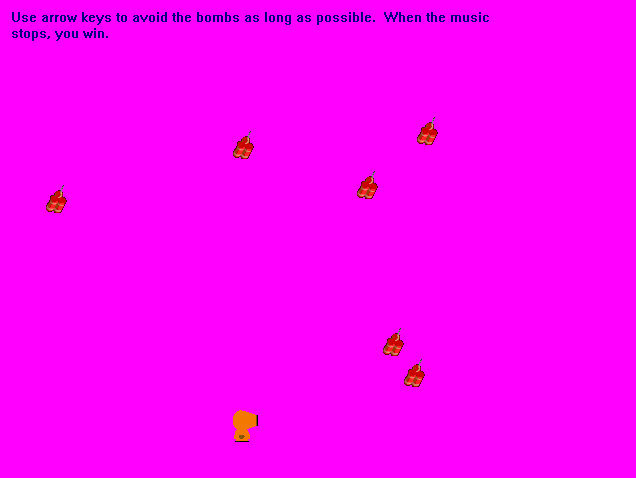 Use arrow keys to avoid the bombs as long as possible.  When the music
stops, you win.